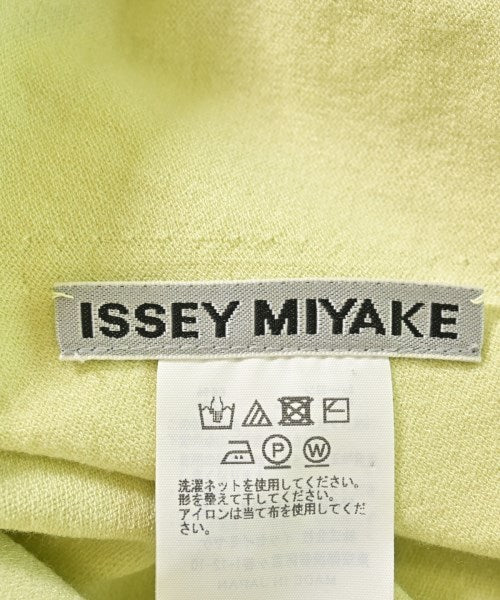 ISSEY MIYAKE
P W
洗濯ネットを使用してください。
形を整えて干してください。
アイロンは当て布を使用してくだ
さい。